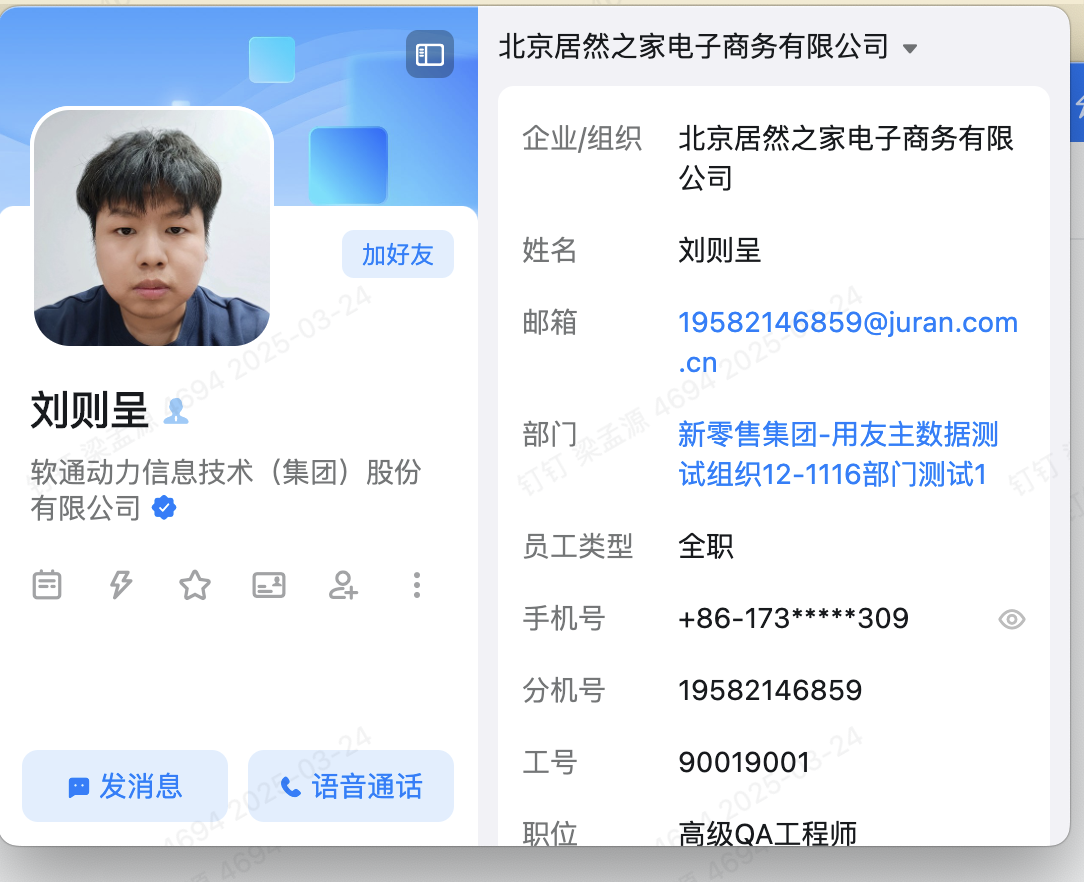 加好友
刘则呈
软通动力信息技术（集团）股份
有限公司
发消息
语音通话
北京居然之家电子商务有限公司
企业/组织
北京居然之家电子商务有限
公司
姓名
刘则呈
邮箱
19582146859@juran.com
.cn
部门
新零售集团-用友主数据测
试组织12-1116部门测试1
员工类型
全职
手机号
+86-173*****309
分机号
19582146859
工号
90019001
职位
高级QA工程师
钉钉 梁孟源 4694 2025-03-24